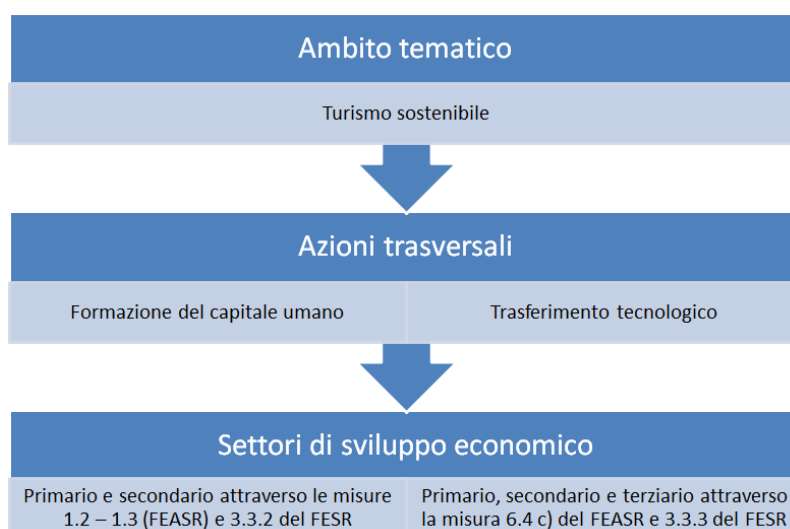 Ambito tematico
Turismo sostenibile
Azioni trasversali
Formazione del capitale umano
Trasferimento tecnologico
Settori di sviluppo economico
Primario e secondario attraverso le misure
1.2 – 1.3 (FEASR) e 3.3.2 del FESR
Primario, secondario e terziario attraverso
la misura 6.4 c) del FEASR e 3.3.3 del FESR